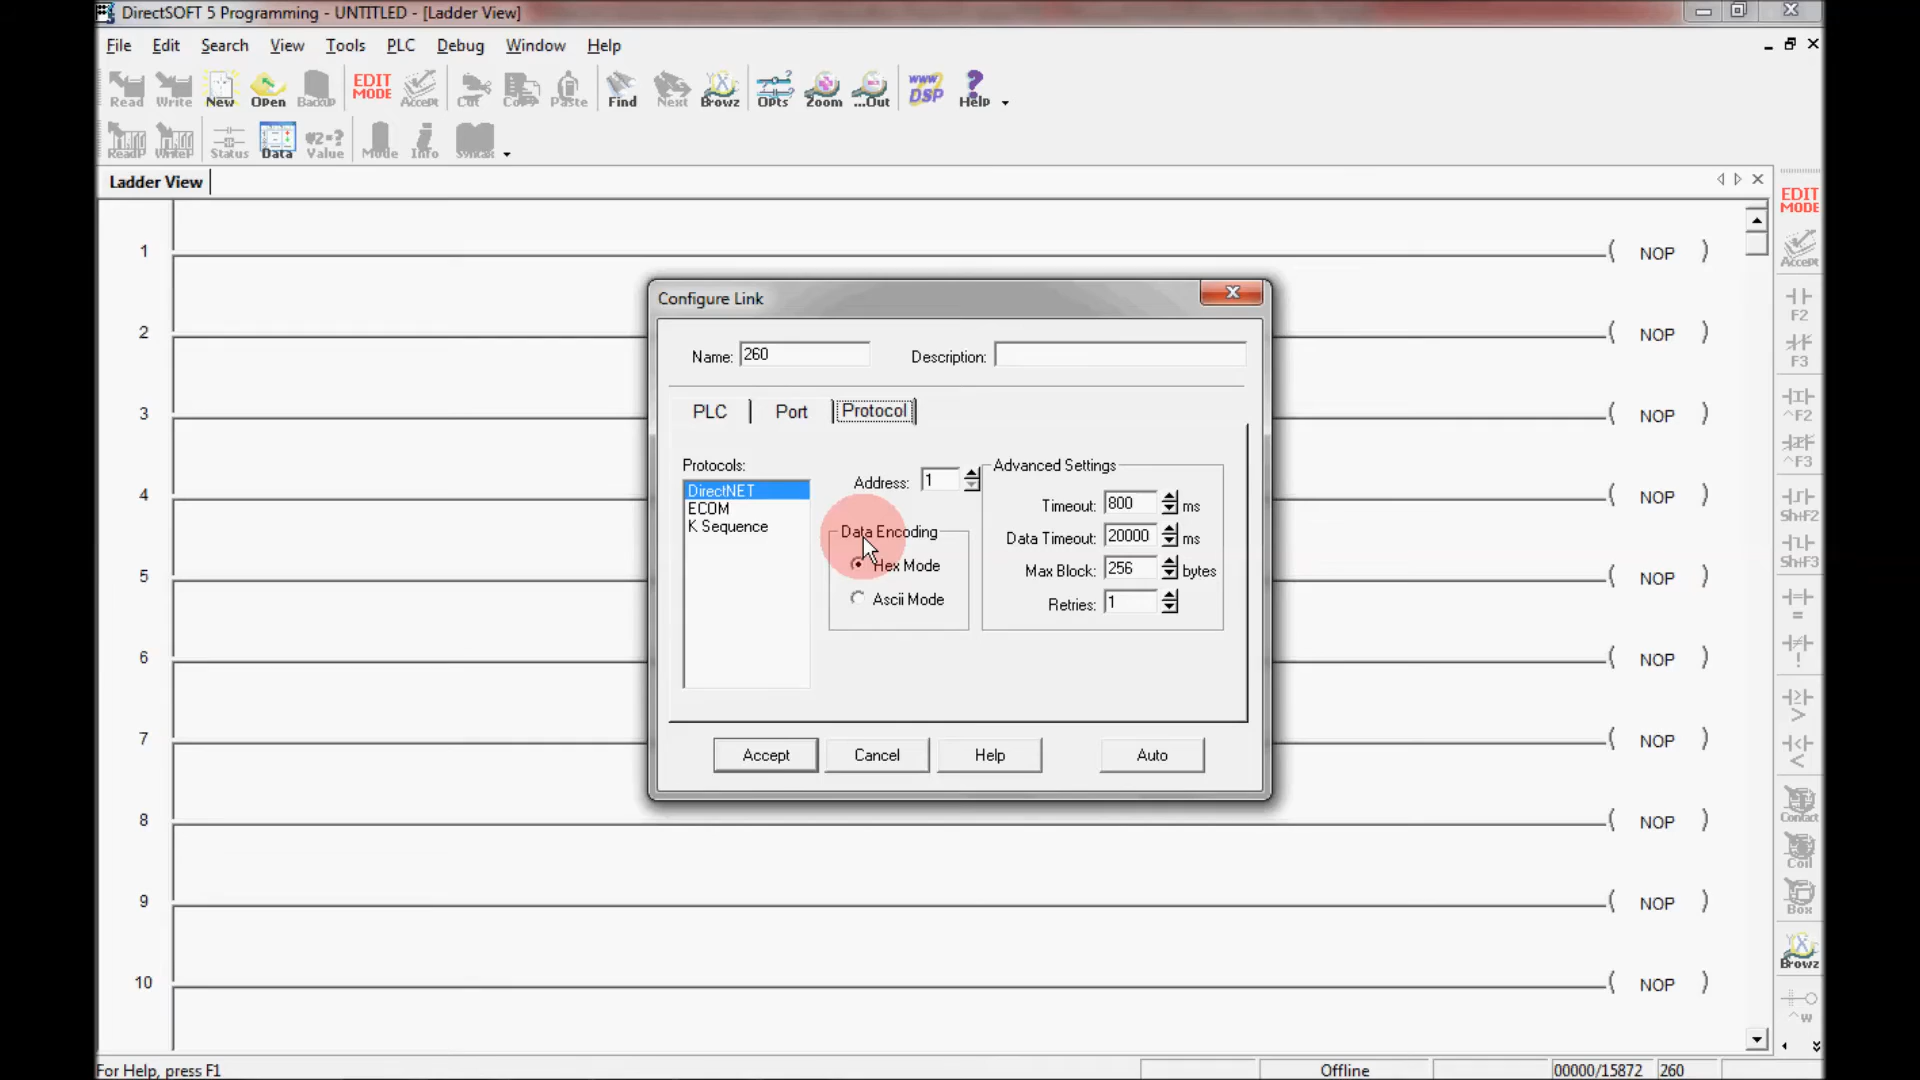 DirectSOFT 5 Programming - UNTITLED - [Ladder View]
File Edit Search View Tools PLC Debug Window Help
Read Write New Open Backup EDIT MODE Accept Cut Copy Paste Find Next Browz Opts Zoom ...Out www DSP Help
ReadP WriteP Status Data Value Mode Info Syntax
Ladder View
1 NOP
2 NOP
3 NOP
4 NOP
5 NOP
6 NOP
7 NOP
8 NOP
9 NOP
10 NOP
Configure Link
Name: 260 Description:
PLC Port Protocol
Protocols:
DirectNET
ECOM
K Sequence
Address: 1
Data Encoding
Hex Mode
Ascii Mode
Advanced Settings
Timeout: 800 ms
Data Timeout: 20000 ms
Max Block: 256 bytes
Retries: 1
Accept Cancel Help Auto
EDIT
MODE
Accept
F2
F3
^F2
^F3
Sh+F2
Sh+F3
=
!
>
<
Contact
Coil
Box
Browz
^W
For Help, press F1 Offline 00000/15872 260